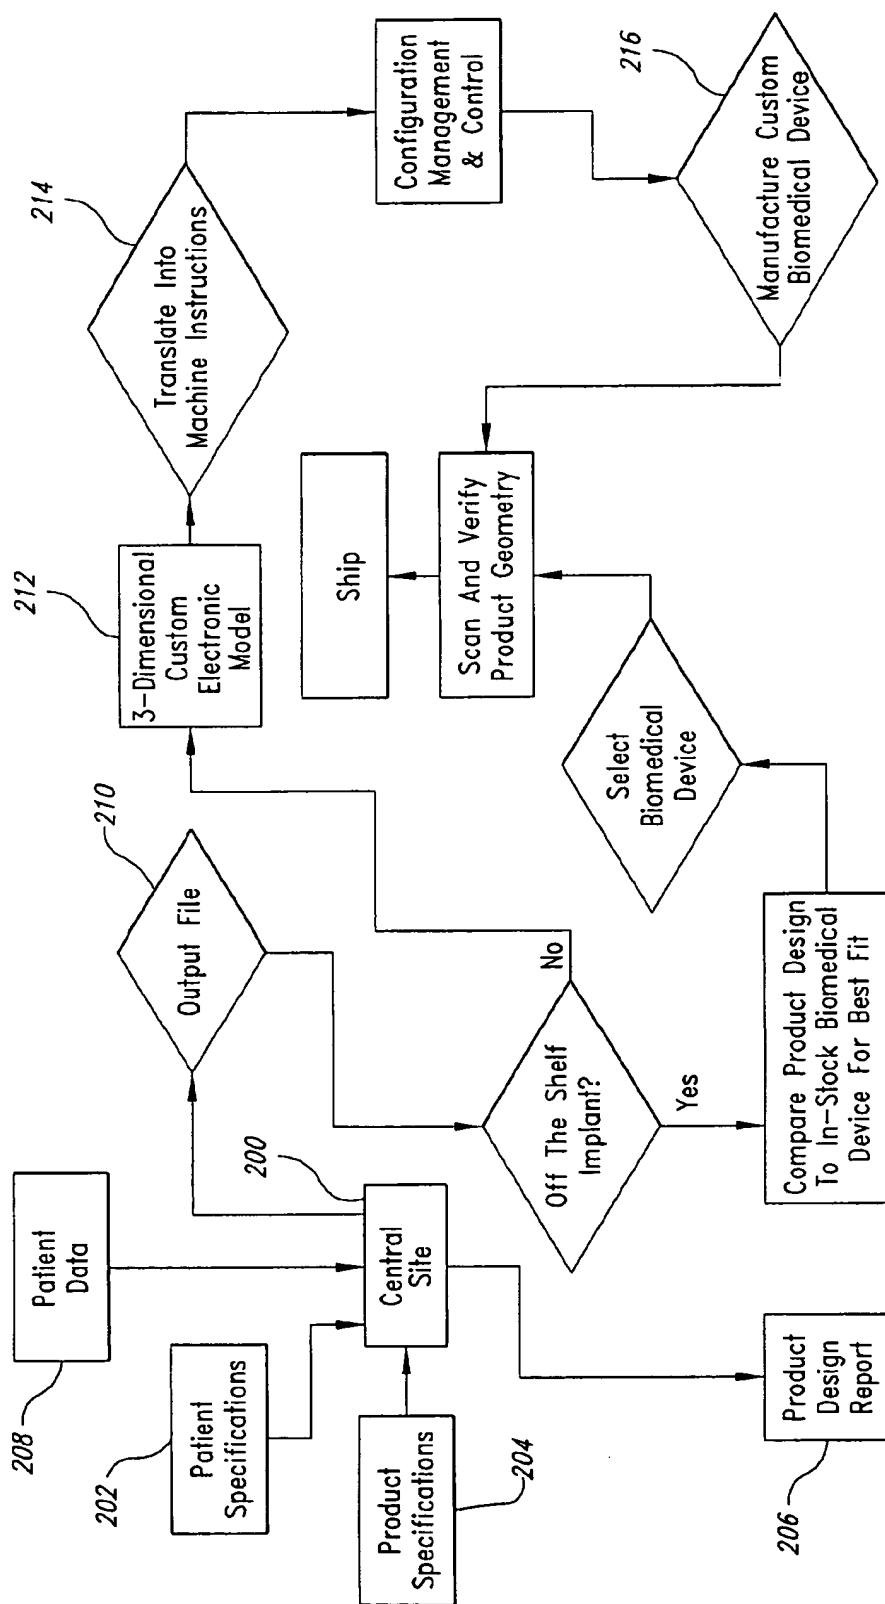 208
Patient
Data
202
Patient
Specifications
Product
Specifications
204
200
Central
Site
Product
Design
Report
206
210
Output File
Off The Shelf
Implant?
No
Yes
Compare Product Design
To In-Stock Biomedical
Device For Best Fit
Select
Biomedical
Device
212
3-Dimensional
Custom
Electronic
Model
214
Translate Into
Machine Instructions
Configuration
Management
& Control
216
Manufacture Custom
Biomedical Device
Scan And Verify
Product Geometry
Ship